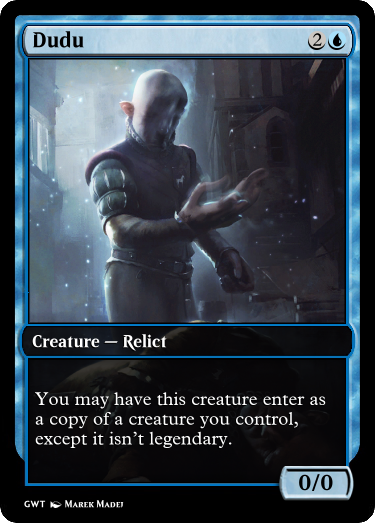 Dudu 2
Creature — Relict
You may have this creature enter as
a copy of a creature you control,
except it isn't legendary.
0/0
GWT Marek Madej